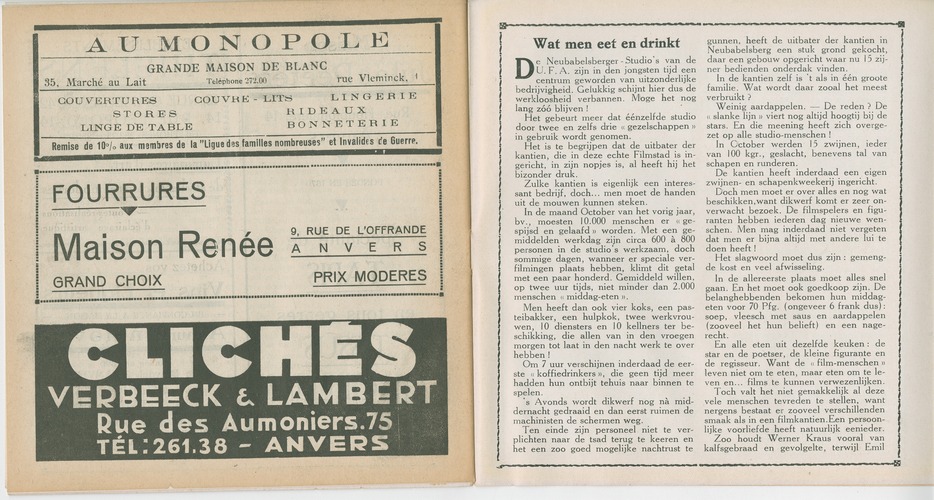 AU MONOPOLE
GRANDE MAISON DE BLANC
35, Marché au Lait Téléphone 272.00 rue Vleminck, 1
COUVERTURES COUVRE-LITS LINGERIE
STORES RIDEAUX
LINGE DE TABLE BONNETERIE
Remise de 10% aux membres de la "Ligue des familles nombreuses" et Invalides de Guerre.
FOURRURES
Maison Renée
9, RUE DE L'OFFRANDE
ANVERS
GRAND CHOIX PRIX MODERES
CLICHÉS
VERBEECK & LAMBERT
Rue des Aumoniers.75
TÉL:261.38 - ANVERS
Wat men eet en drinkt
De Neubabelsberger-Studio's van de
U.F.A. zijn in den jongsten tijd een
centrum geworden van uitzonderlijke
bedrijvigheid. Gelukkig schijnt hier dus de
werkloosheid verbannen. Moge het nog
lang zóó blijven !
Het gebeurt meer dat éénzelfde studio
door twee en zelfs drie « gezelschappen »
in gebruik wordt genomen.
Het is te begrijpen dat de uitbater der
kantien, die in deze echte Filmstad is in-
gericht, in zijn nopjes is, al heeft hij het
bizonder druk.
Zulke kantien is eigenlijk een interes-
sant bedrijf, doch... men moet de handen
uit de mouwen kunnen steken.
In de maand October van het vorig jaar,
bv., moesten 10.000 menschen er « ge-
spijsd en gelaafd » worden. Met een ge-
middelden werkdag zijn circa 600 à 800
personen in de studio's werkzaam, doch
sommige dagen, wanneer er speciale ver-
filmingen plaats hebben, klimt dit getal
met een paar honderd. Gemiddeld willen,
op twee uur tijds, niet minder dan 2.000
menschen « middag-eten ».
Men heeft dan ook vier koks, een pas-
teibakker, een hulpkok, twee werkvrou-
wen, 10 diensters en 10 kellners ter be-
schikking, die allen van in den vroegen
morgen tot laat in den nacht werk te over
hebben !
Om 7 uur verschijnen inderdaad de eer-
ste « koffiedrinkers », die geen tijd meer
hadden hun ontbijt tehuis naar binnen te
spelen.
's Avonds wordt dikwerf nog nà mid-
dernacht gedraaid en dan eerst ruimen de
machinisten de schermen weg.
Ten einde zijn personeel niet te ver-
plichten naar de tsad terug te keeren en
het een zoo goed mogelijke nachtrust te
gunnen, heeft de uitbater der kantien in
Neubabelsberg een stuk grond gekocht,
daar een gebouw opgericht waar nu 15 zij-
ner bedienden onderdak vinden.
In de kantien zelf is 't als in één groote
familie. Wat wordt daar zooal het meest
verbruikt ?
Weinig aardappelen. — De reden ? De
« slanke lijn » viert nog altijd hoogtij bij de
stars. En die meening heeft zich overge-
zet op alle studio-menschen !
In October werden 15 zwijnen, ieder
van 100 kgr., geslacht, benevens tal van
schapen en runderen.
De kantien heeft inderdaad een eigen
zwijnen- en schapenkweekerij ingericht.
Doch men moet er over alles en nog wat
beschikken,want dikwerf komt er zeer on-
verwacht bezoek. De filmspelers en figu-
ranten hebben iederen dag nieuwe wen-
schen. Men mag inderdaad niet vergeten
dat men er bijna altijd met andere lui te
doen heeft !
Het slagwoord moet dus zijn : gemeng-
de kost en veel afwisseling.
In de allereerste plaats moet alles snel
gaan. En het moet ook goedkoop zijn. De
belanghebbenden bekomen hun middag-
eten voor 70 Pfg. (ongeveer 6 frank dus) :
soep, vleesch met saus en aardappelen
(zooveel het hun belieft) en een nage-
recht.
En alle eten uit dezelfde keuken : de
star en de poetser, de kleine figurante en
de regisseur. Want de « film-menschen »
leven niet om te eten, maar eten om te le-
ven en... films te kunnen verwezenlijken.
Toch valt het niet gemakkelijk al deze
vele menschen tevreden te stellen, want
nergens bestaat er zooveel verschillenden
smaak als in een filmkantien.Een persoon-
lijke voorliefde heeft natuurlijk eenieder.
Zoo houdt Werner Kraus vooral van
kalfsgebraad en gevolgelte, terwijl Emil